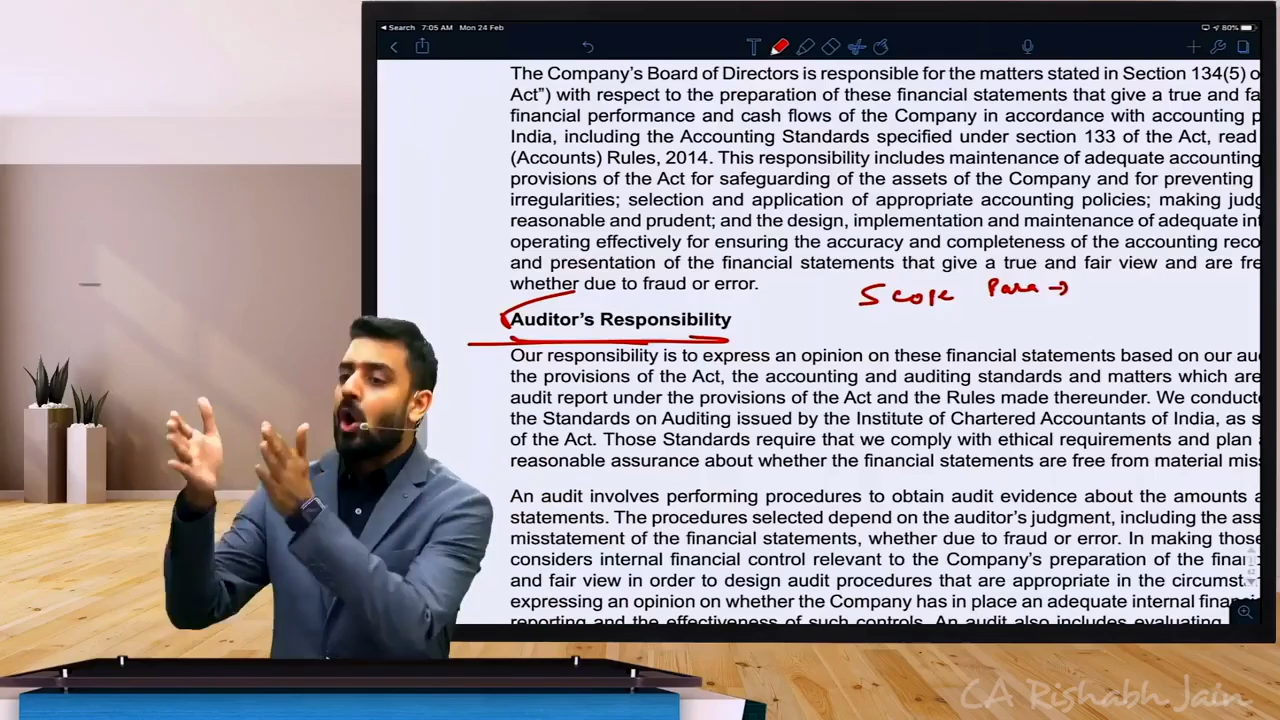 Search 7:05 AM Mon 24 Feb 80%
The Company's Board of Directors is responsible for the matters stated in Section 134(5) o
Act") with respect to the preparation of these financial statements that give a true and fa
financial performance and cash flows of the Company in accordance with accounting p
India, including the Accounting Standards specified under section 133 of the Act, read
(Accounts) Rules, 2014. This responsibility includes maintenance of adequate accounting
provisions of the Act for safeguarding of the assets of the Company and for preventing
irregularities; selection and application of appropriate accounting policies; making judg
reasonable and prudent; and the design, implementation and maintenance of adequate int
operating effectively for ensuring the accuracy and completeness of the accounting reco
and presentation of the financial statements that give a true and fair view and are fre
whether due to fraud or error.
Scope Para →
Auditor's Responsibility
Our responsibility is to express an opinion on these financial statements based on our au
the provisions of the Act, the accounting and auditing standards and matters which are
audit report under the provisions of the Act and the Rules made thereunder. We conducte
the Standards on Auditing issued by the Institute of Chartered Accountants of India, as s
of the Act. Those Standards require that we comply with ethical requirements and plan
reasonable assurance about whether the financial statements are free from material mis
An audit involves performing procedures to obtain audit evidence about the amounts a
statements. The procedures selected depend on the auditor's judgment, including the ass
misstatement of the financial statements, whether due to fraud or error. In making those
considers internal financial control relevant to the Company's preparation of the finan
and fair view in order to design audit procedures that are appropriate in the circumst
expressing an opinion on whether the Company has in place an adequate internal financi
reporting and the effectiveness of such controls. An audit also includes evaluating
CA Rishabh Jain